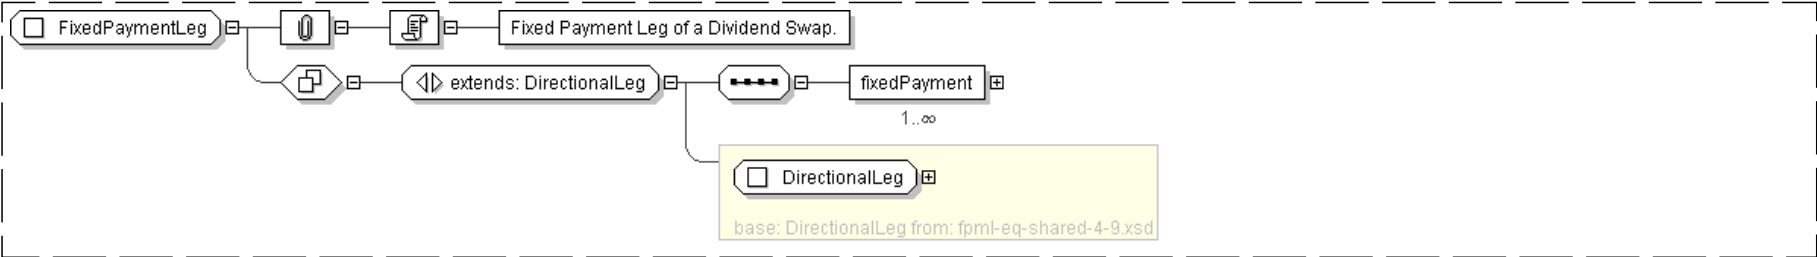 FixedPaymentLeg
Fixed Payment Leg of a Dividend Swap.
extends: DirectionalLeg
fixedPayment
1..∞
DirectionalLeg
base: DirectionalLeg from: fpml-eq-shared-4-9.xsd